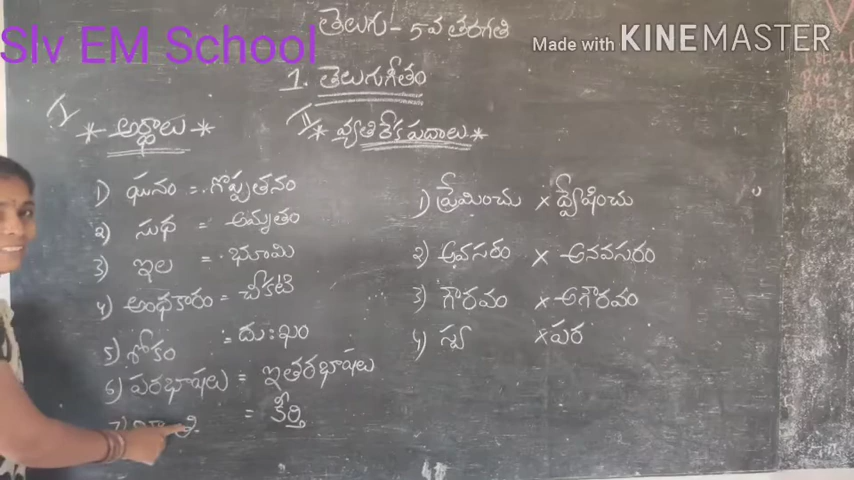 Slv EM School
Made with KINEMASTER
తెలుగు - 5వ తరగతి
1. తెలుగుగీతం
I * అర్థాలు *
1) ఘనం = గొప్పతనం
2) సుధ = అమృతం
3) ఇల = భూమి
4) అంధకారం = చీకటి
5) శోకం = దుఃఖం
6) పరభాషలు = ఇతరభాషలు
7) = కీర్తి
II * వ్యతిరేకపదాలు *
1) ప్రేమించు × ద్వేషించు
2) అవసరం × అనవసరం
3) గౌరవం × అగౌరవం
4) స్వ × పర